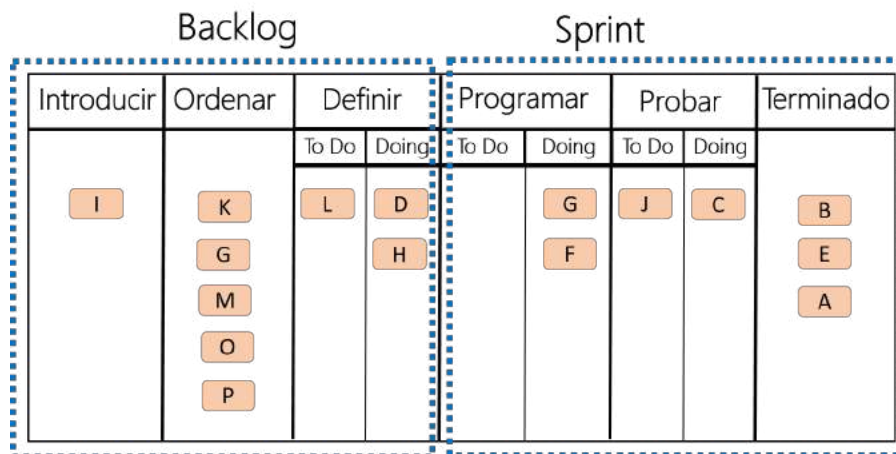 Backlog Sprint
Introducir Ordenar Definir Programar Probar Terminado
To Do Doing To Do Doing To Do Doing
I K L D G J C B
G H F E
M A
O
P